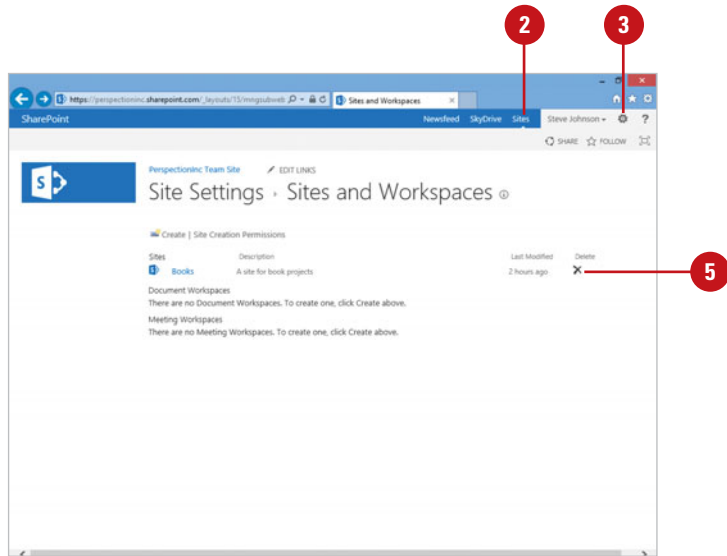 2 3
https://perspectioninc.sharepoint.com/_layouts/15/mngsubweb Sites and Workspaces
SharePoint Newsfeed SkyDrive Sites Steve Johnson ?
SHARE FOLLOW
Perspectioninc Team Site EDIT LINKS
S
Site Settings › Sites and Workspaces
Create | Site Creation Permissions
Sites Description Last Modified Delete
Books A site for book projects 2 hours ago 5
Document Workspaces
There are no Document Workspaces. To create one, click Create above.
Meeting Workspaces
There are no Meeting Workspaces. To create one, click Create above.